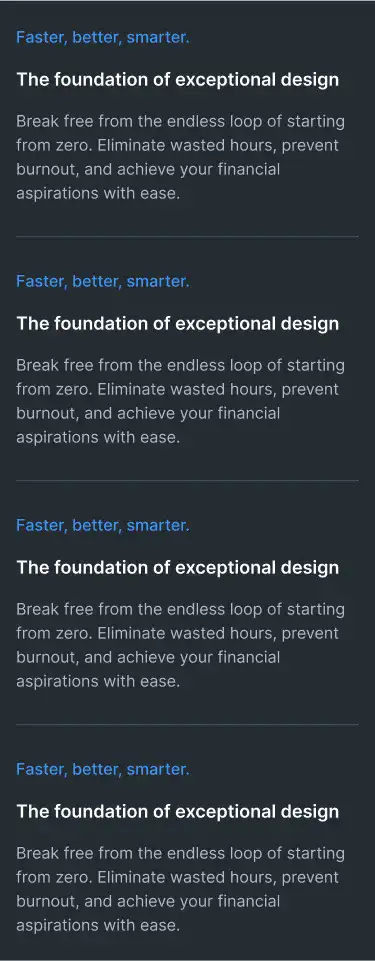 Faster, better, smarter.
The foundation of exceptional design
Break free from the endless loop of starting
from zero. Eliminate wasted hours, prevent
burnout, and achieve your financial
aspirations with ease.
Faster, better, smarter.
The foundation of exceptional design
Break free from the endless loop of starting
from zero. Eliminate wasted hours, prevent
burnout, and achieve your financial
aspirations with ease.
Faster, better, smarter.
The foundation of exceptional design
Break free from the endless loop of starting
from zero. Eliminate wasted hours, prevent
burnout, and achieve your financial
aspirations with ease.
Faster, better, smarter.
The foundation of exceptional design
Break free from the endless loop of starting
from zero. Eliminate wasted hours, prevent
burnout, and achieve your financial
aspirations with ease.